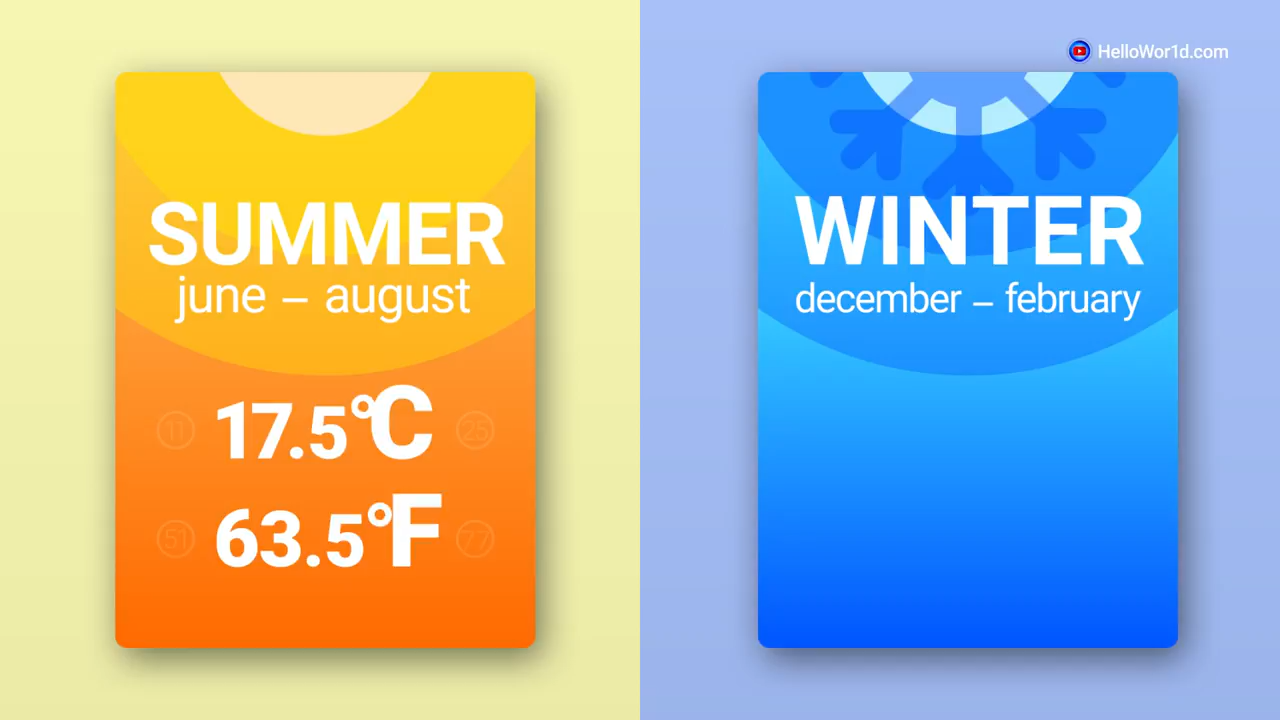 HelloWor1d.com
SUMMER
june – august
11 17.5°C 25
51 63.5°F 77
WINTER
december – february